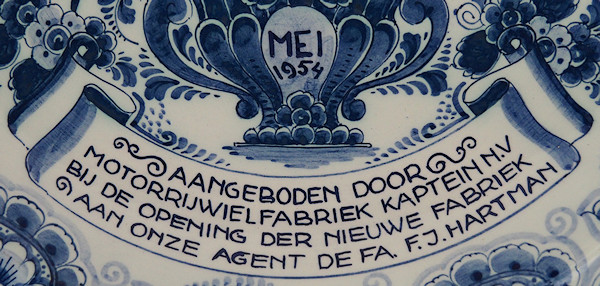 MEI
1954
AANGEBODEN DOOR
MOTORRIJWIELFABRIEK KAPTEIN N.V
BIJ DE OPENING DER NIEUWE FABRIEK
AAN ONZE AGENT DE FA. F.J. HARTMAN